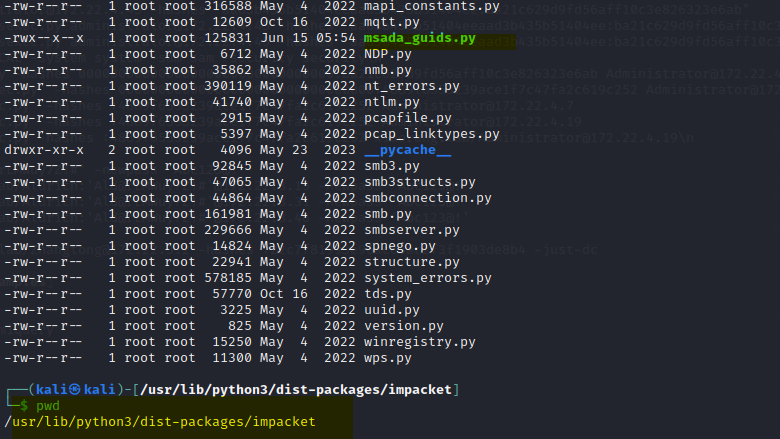 -rw-r--r-- 1 root root 316588 May 4 2022 mapi_constants.py
-rw-r--r-- 1 root root 12609 Oct 16 2022 mqtt.py
-rwx--x--x 1 root root 125831 Jun 15 05:54 msada_guids.py
-rw-r--r-- 1 root root 6712 May 4 2022 NDP.py
-rw-r--r-- 1 root root 35862 May 4 2022 nmb.py
-rw-r--r-- 1 root root 390119 May 4 2022 nt_errors.py
-rw-r--r-- 1 root root 41740 May 4 2022 ntlm.py
-rw-r--r-- 1 root root 2915 May 4 2022 pcapfile.py
-rw-r--r-- 1 root root 5397 May 4 2022 pcap_linktypes.py
drwxr-xr-x 2 root root 4096 May 23 2023 __pycache__
-rw-r--r-- 1 root root 92845 May 4 2022 smb3.py
-rw-r--r-- 1 root root 47065 May 4 2022 smb3structs.py
-rw-r--r-- 1 root root 44864 May 4 2022 smbconnection.py
-rw-r--r-- 1 root root 161981 May 4 2022 smb.py
-rw-r--r-- 1 root root 229666 May 4 2022 smbserver.py
-rw-r--r-- 1 root root 14824 May 4 2022 spnego.py
-rw-r--r-- 1 root root 22941 May 4 2022 structure.py
-rw-r--r-- 1 root root 578185 May 4 2022 system_errors.py
-rw-r--r-- 1 root root 57770 Oct 16 2022 tds.py
-rw-r--r-- 1 root root 3225 May 4 2022 uuid.py
-rw-r--r-- 1 root root 825 May 4 2022 version.py
-rw-r--r-- 1 root root 15250 May 4 2022 winregistry.py
-rw-r--r-- 1 root root 11300 May 4 2022 wps.py
┌──(kali㉿kali)-[/usr/lib/python3/dist-packages/impacket]
└─$ pwd
/usr/lib/python3/dist-packages/impacket